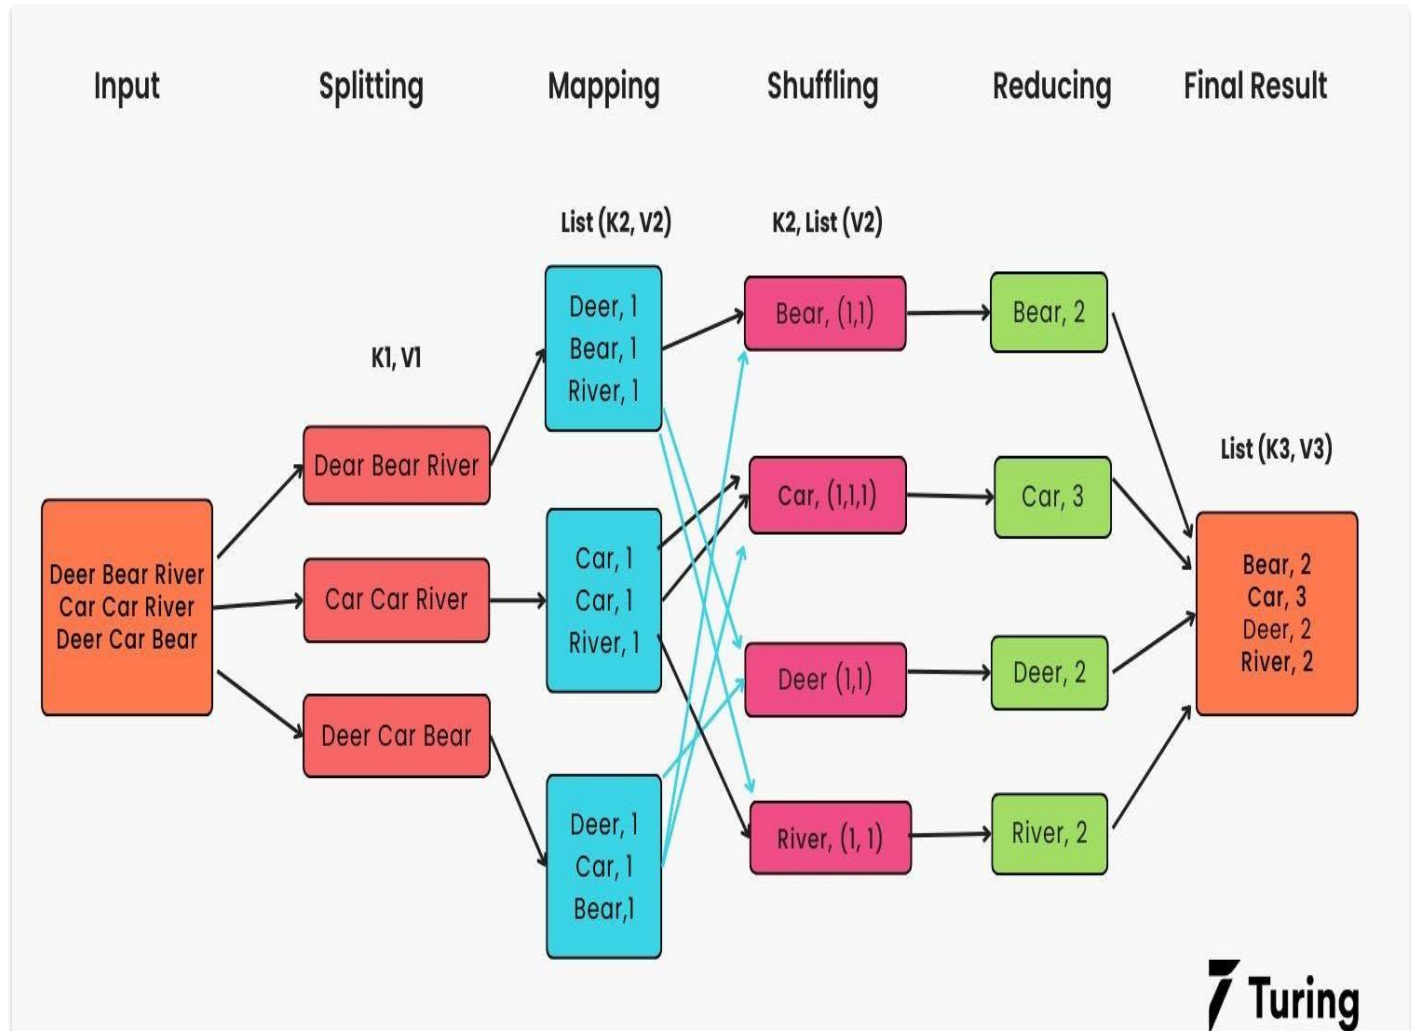 Input
Splitting
Mapping
Shuffling
Reducing
Final Result
Deer Bear River
Car Car River
Deer Car Bear
K1, V1
Dear Bear River
Car Car River
Deer Car Bear
List (K2, V2)
Deer, 1
Bear, 1
River, 1
Car, 1
Car, 1
River, 1
Deer, 1
Car, 1
Bear,1
K2, List (V2)
Bear, (1,1)
Car, (1,1,1)
Deer (1,1)
River, (1, 1)
Bear, 2
Car, 3
Deer, 2
River, 2
List (K3, V3)
Bear, 2
Car, 3
Deer, 2
River, 2
Turing